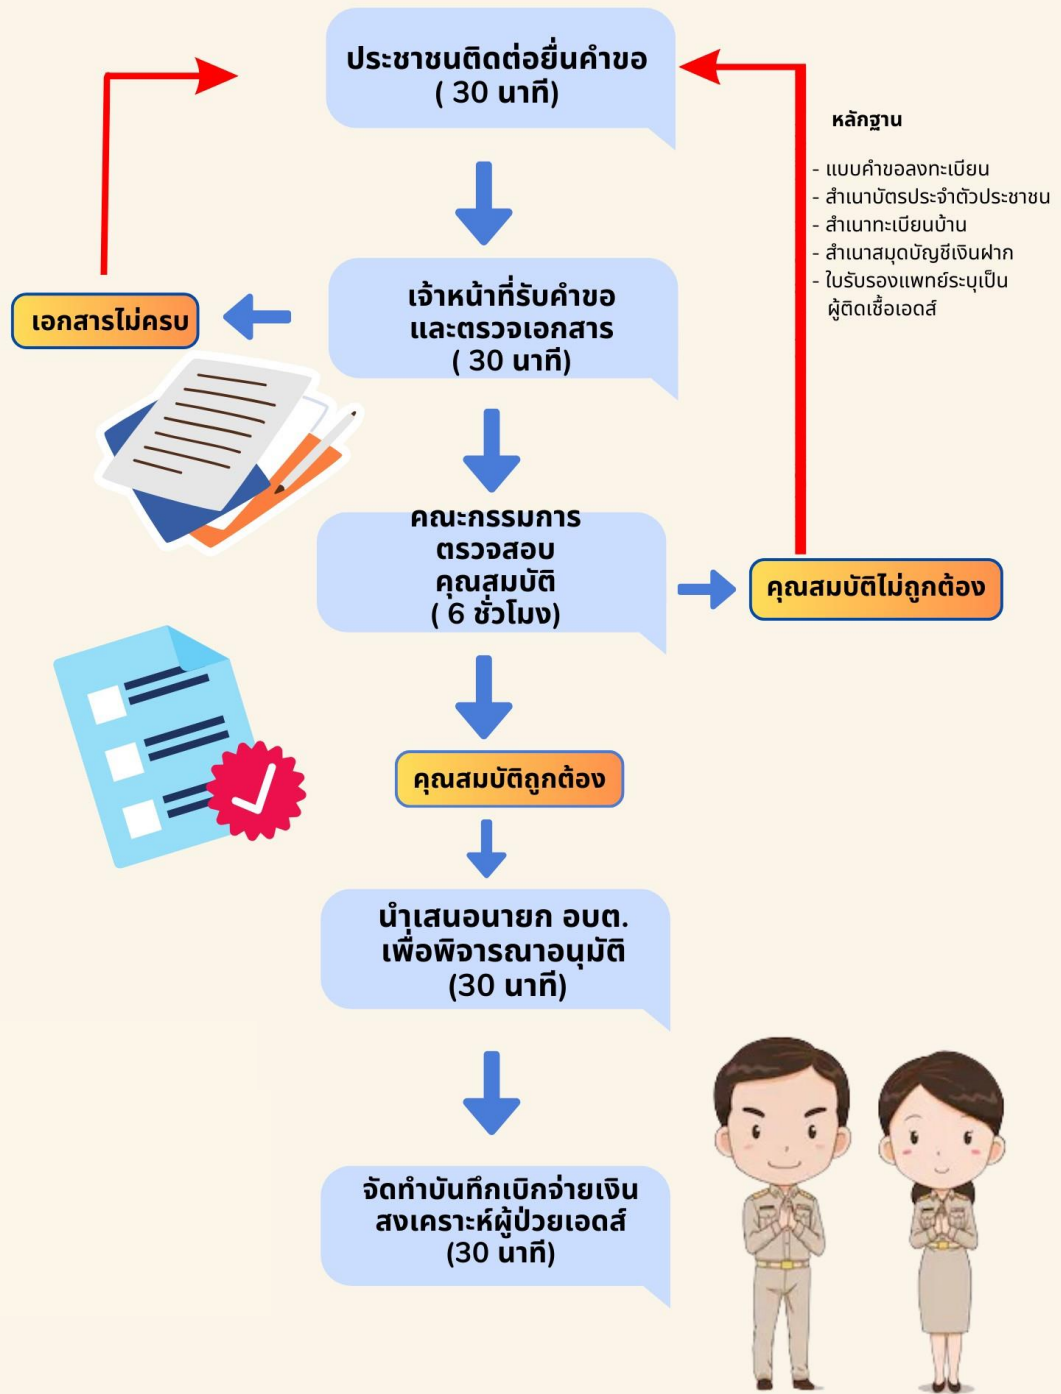 ประชาชนติดต่อยื่นคำขอ
( 30 นาที)
หลักฐาน
- แบบคำขอลงทะเบียน
- สำเนาบัตรประจำตัวประชาชน
- สำเนาทะเบียนบ้าน
- สำเนาสมุดบัญชีเงินฝาก
- ใบรับรองแพทย์ระบุเป็น
ผู้ติดเชื้อเอดส์
เจ้าหน้าที่รับคำขอ
และตรวจเอกสาร
( 30 นาที)
เอกสารไม่ครบ
คณะกรรมการ
ตรวจสอบ
คุณสมบัติ
( 6 ชั่วโมง)
คุณสมบัติไม่ถูกต้อง
คุณสมบัติถูกต้อง
นำเสนอนายก อบต.
เพื่อพิจารณาอนุมัติ
(30 นาที)
จัดทำบันทึกเบิกจ่ายเงิน
สงเคราะห์ผู้ป่วยเอดส์
(30 นาที)